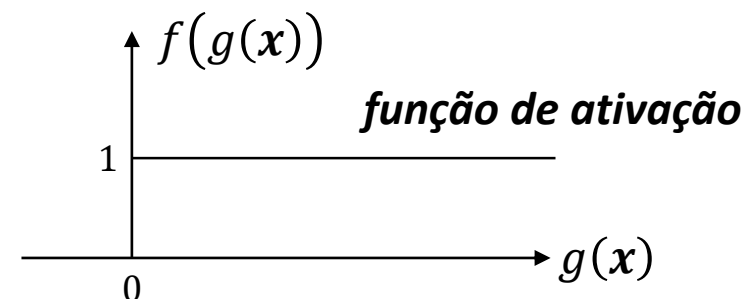 f(g(x))
função de ativação
1
g(x)
0